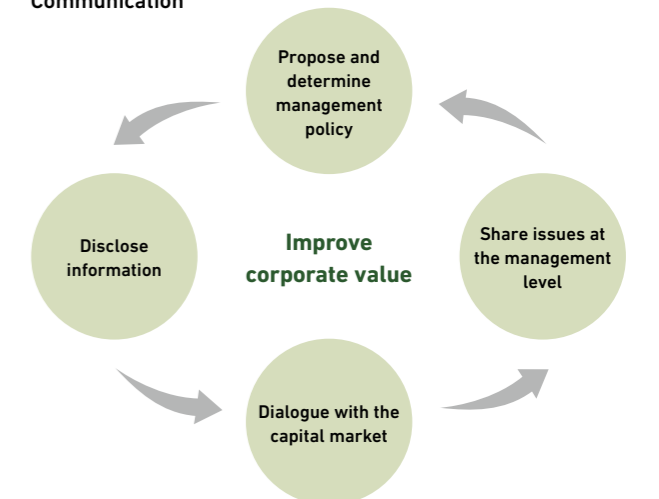 Communication
Propose and
determine
management
policy
Disclose
information
Improve
corporate value
Share issues at
the management
level
Dialogue with the
capital market